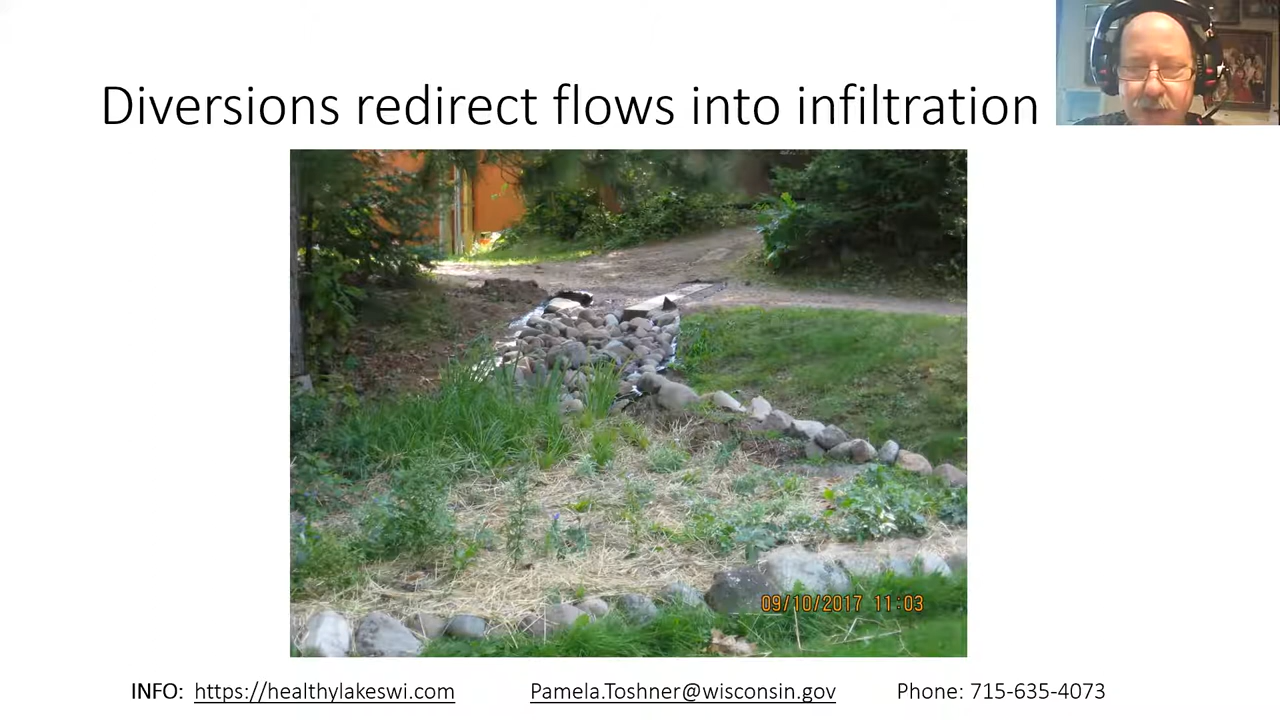 Diversions redirect flows into infiltration
09/10/2017 11:03
INFO: https://healthylakeswi.com Pamela.Toshner@wisconsin.gov Phone: 715-635-4073